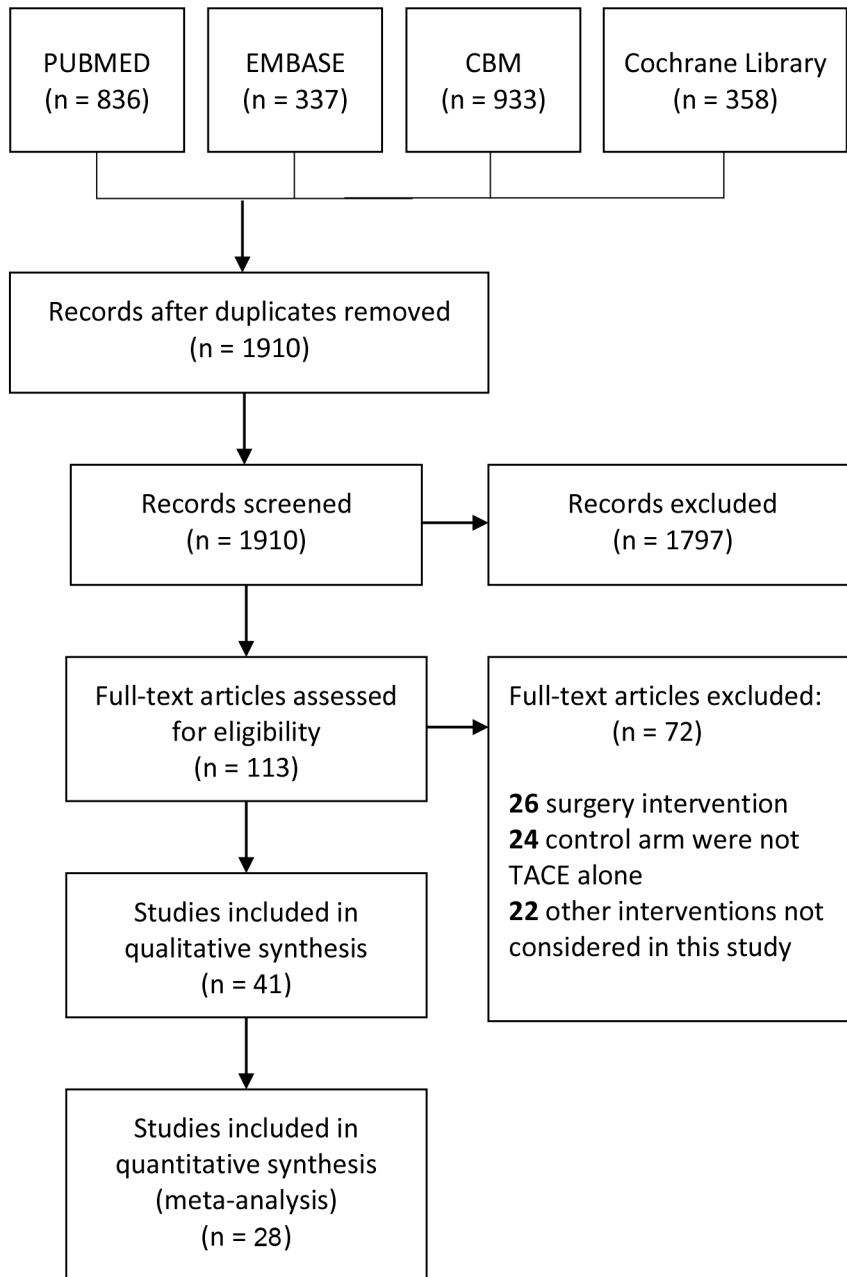 PUBMED
(n = 836)
EMBASE
(n = 337)
CBM
(n = 933)
Cochrane Library
(n = 358)
Records after duplicates removed
(n = 1910)
Records screened
(n = 1910)
Records excluded
(n = 1797)
Full-text articles assessed
for eligibility
(n = 113)
Full-text articles excluded:
(n = 72)
26 surgery intervention
24 control arm were not
TACE alone
22 other interventions not
considered in this study
Studies included in
qualitative synthesis
(n = 41)
Studies included in
quantitative synthesis
(meta-analysis)
(n = 28)